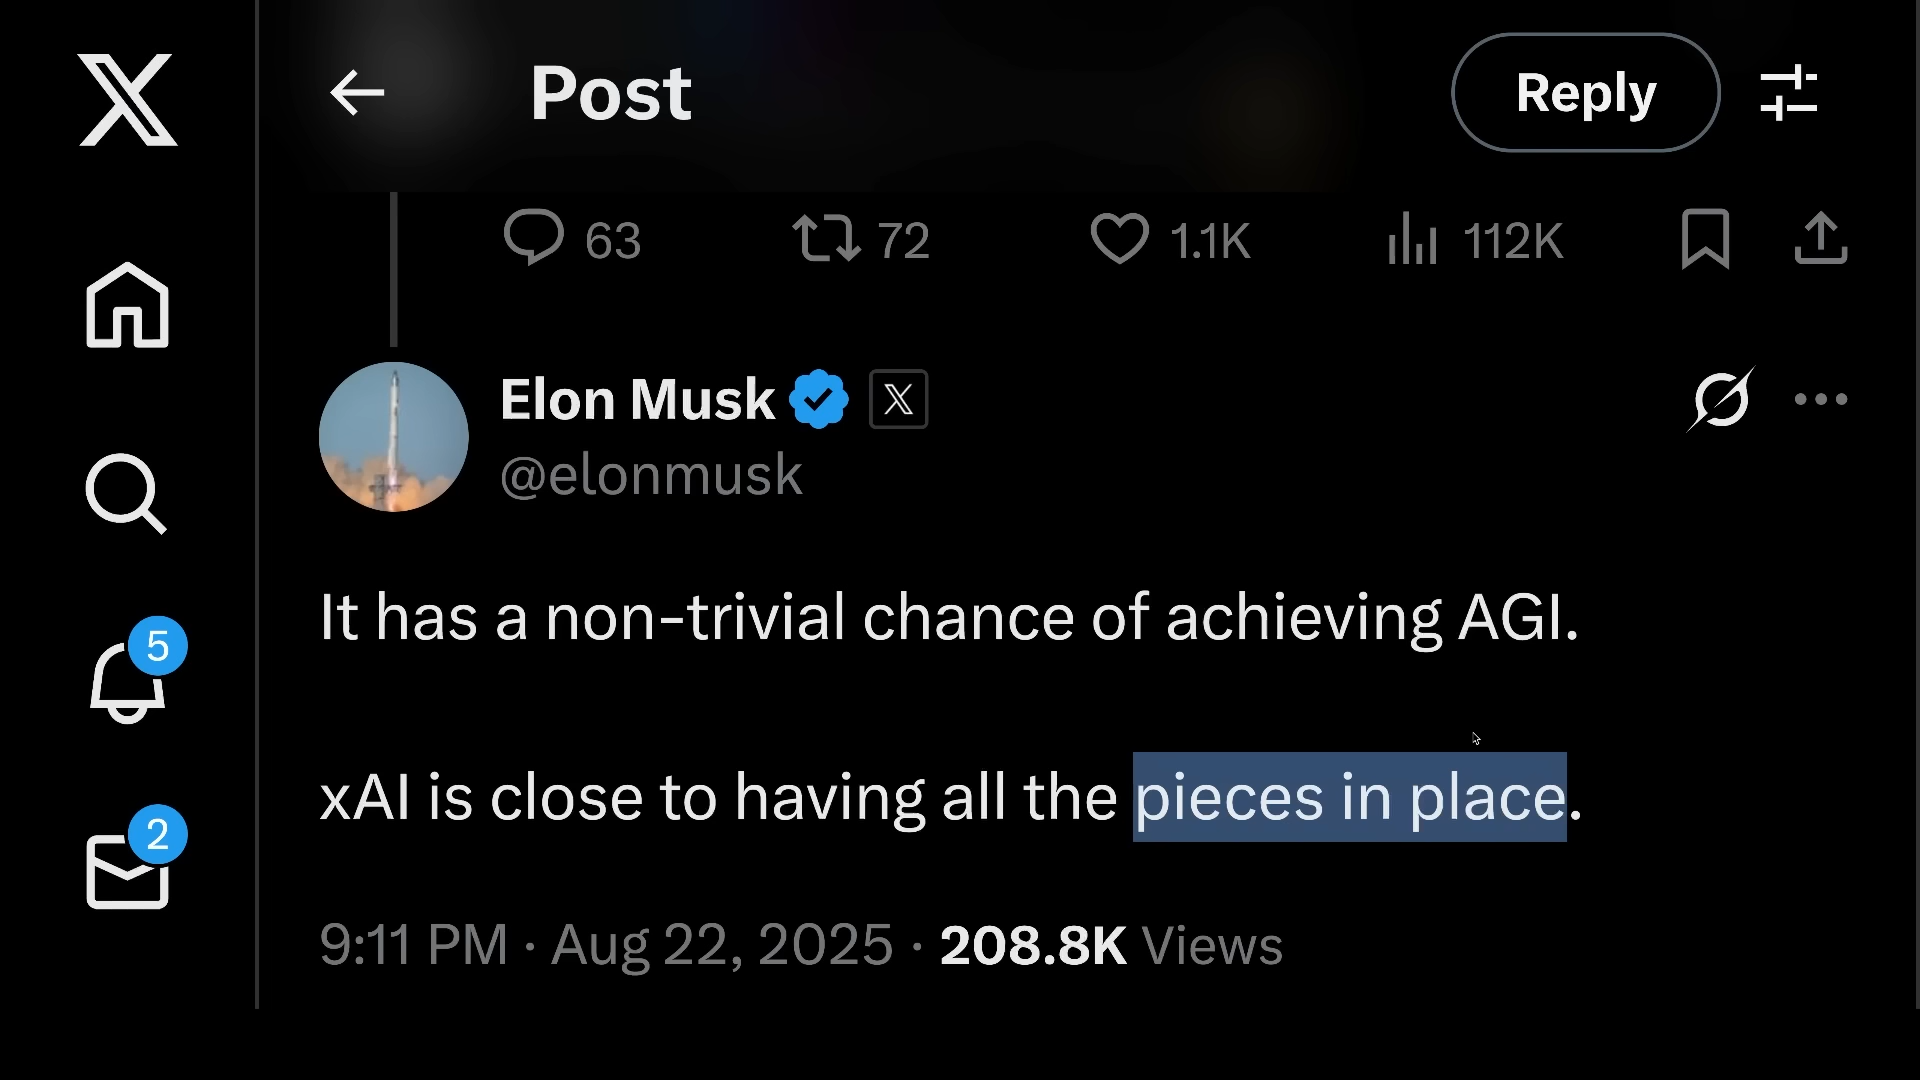 Post
Reply
63 72 1.1K 112K
Elon Musk
@elonmusk
It has a non-trivial chance of achieving AGI.
5
xAI is close to having all the pieces in place.
2
9:11 PM · Aug 22, 2025 · 208.8K Views